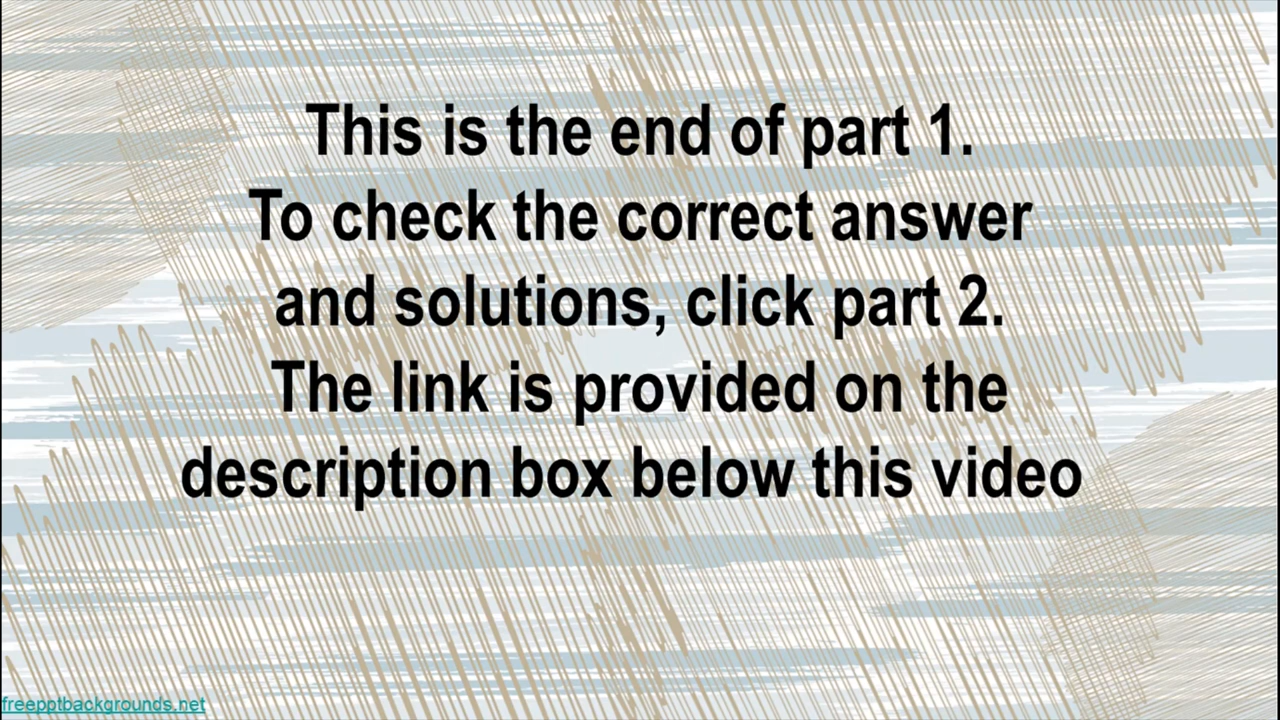 This is the end of part 1.
To check the correct answer
and solutions, click part 2.
The link is provided on the
description box below this video
freepptbackgrounds.net